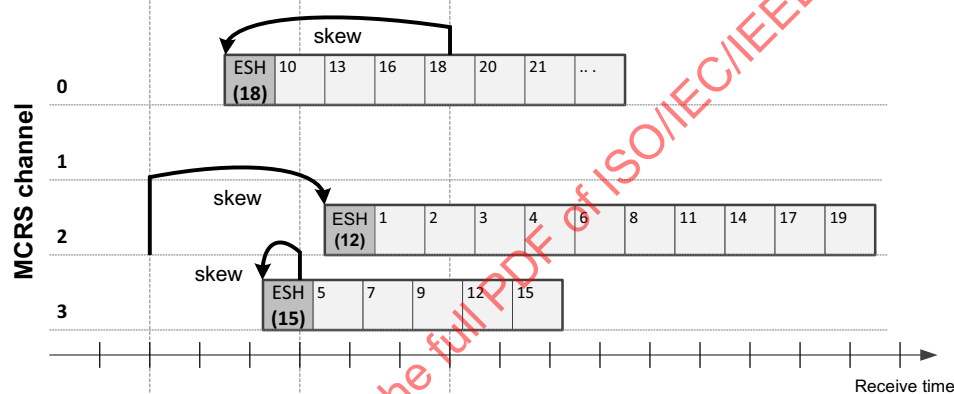 skew
ESH 10 13 16 18 20 21 .. .
(18)
0
MCRS channel
1
skew
ESH 1 2 3 4 6 8 11 14 17 19
(12)
2
skew
ESH 5 7 9 12 15
(15)
3
Receive time
he full PDF of ISO/IEC/IEEE